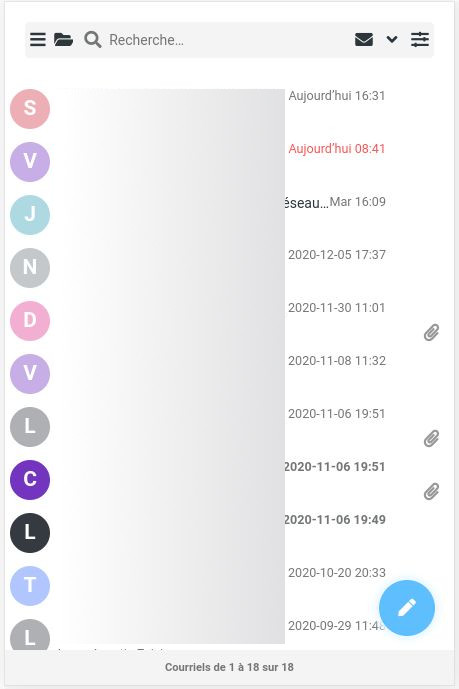 Recherche…
S Aujourd’hui 16:31
V Aujourd’hui 08:41
J éseau… Mar 16:09
N 2020-12-05 17:37
D 2020-11-30 11:01
V 2020-11-08 11:32
L 2020-11-06 19:51
C 2020-11-06 19:51
L 2020-11-06 19:49
T 2020-10-20 20:33
L 2020-09-29 11:48
Courriels de 1 à 18 sur 18